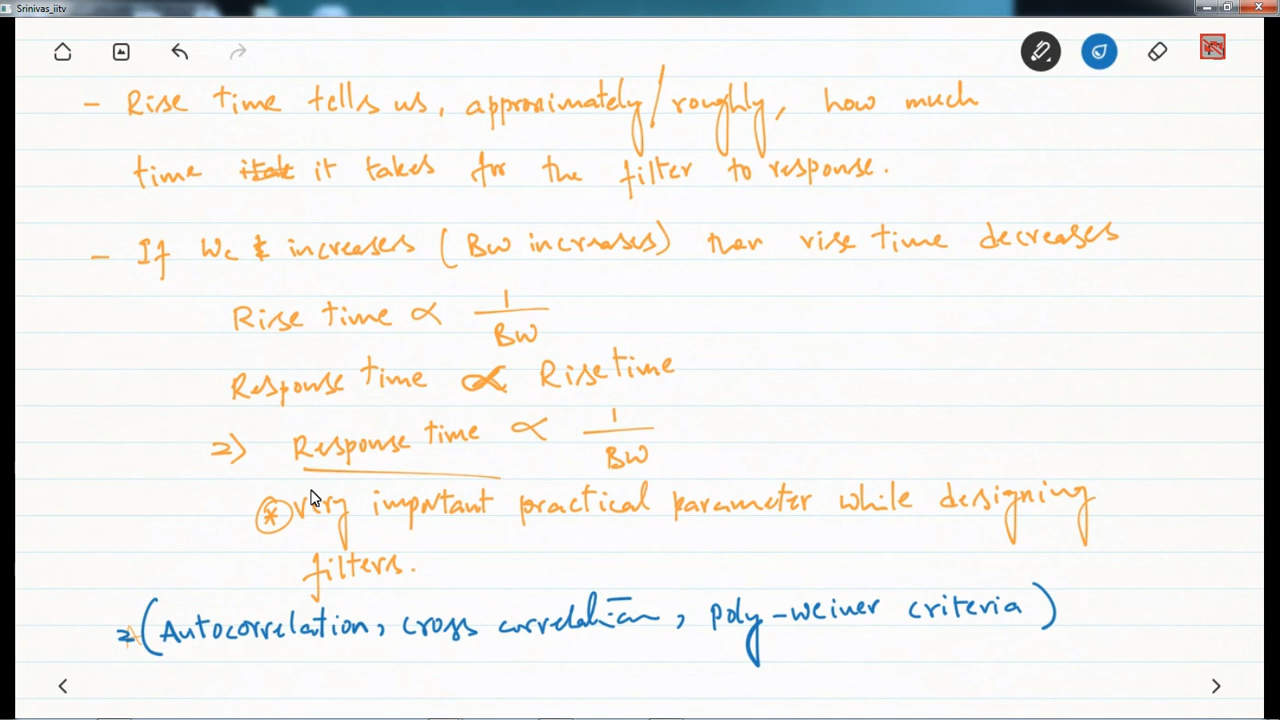 Srinivas_iitv
- Rise time tells us, approximately/roughly, how much
time it takes for the filter to response.
- If Wc increases (BW increases) then rise time decreases
Rise time ∝ 1/BW
Response time ∝ Rise time
=> Response time ∝ 1/BW
* very important practical parameter while designing
filters.
(Autocorrelation, cross correlation, poly-weiner criteria)